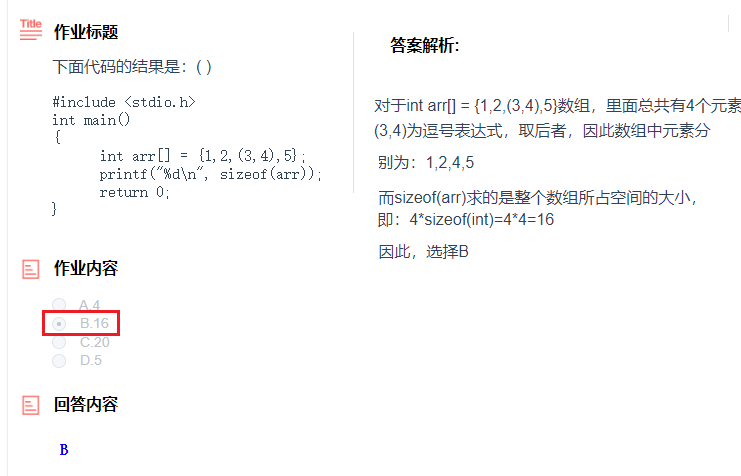 Title
作业标题
下面代码的结果是：( )
#include <stdio.h>
int main()
{
int arr[] = {1,2,(3,4),5};
printf("%d\n", sizeof(arr));
return 0;
}
作业内容
A.4
B.16
C.20
D.5
回答内容
B
答案解析:
对于int arr[] = {1,2,(3,4),5}数组，里面总共有4个元素
(3,4)为逗号表达式，取后者，因此数组中元素分
别为：1,2,4,5
而sizeof(arr)求的是整个数组所占空间的大小，
即：4*sizeof(int)=4*4=16
因此，选择B